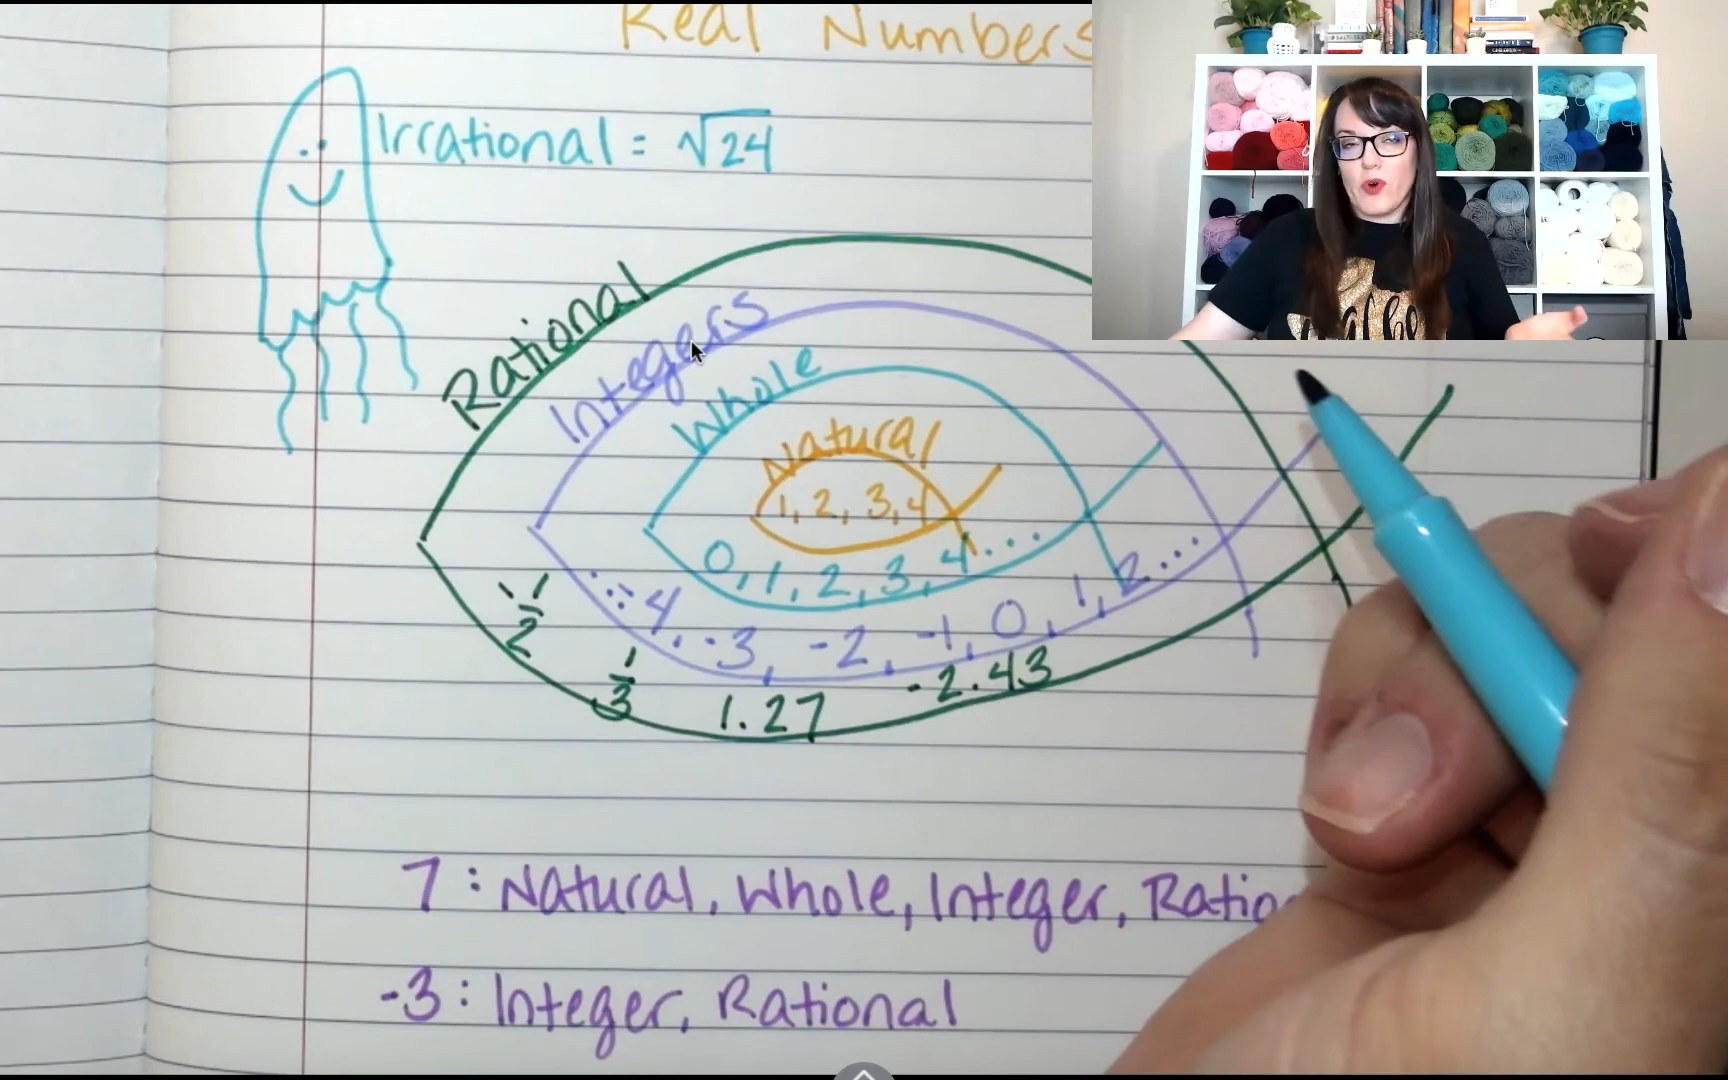 Real Numbers
Irrational = √24
Rational
Integers
Whole
Natural
1, 2, 3, 4
0, 1, 2, 3, 4...
...-4, -3, -2, -1, 0, 1, 2...
-1/2
1/3
1.27
-2.43
7: Natural, Whole, Integer, Ratio
-3: Integer, Rational